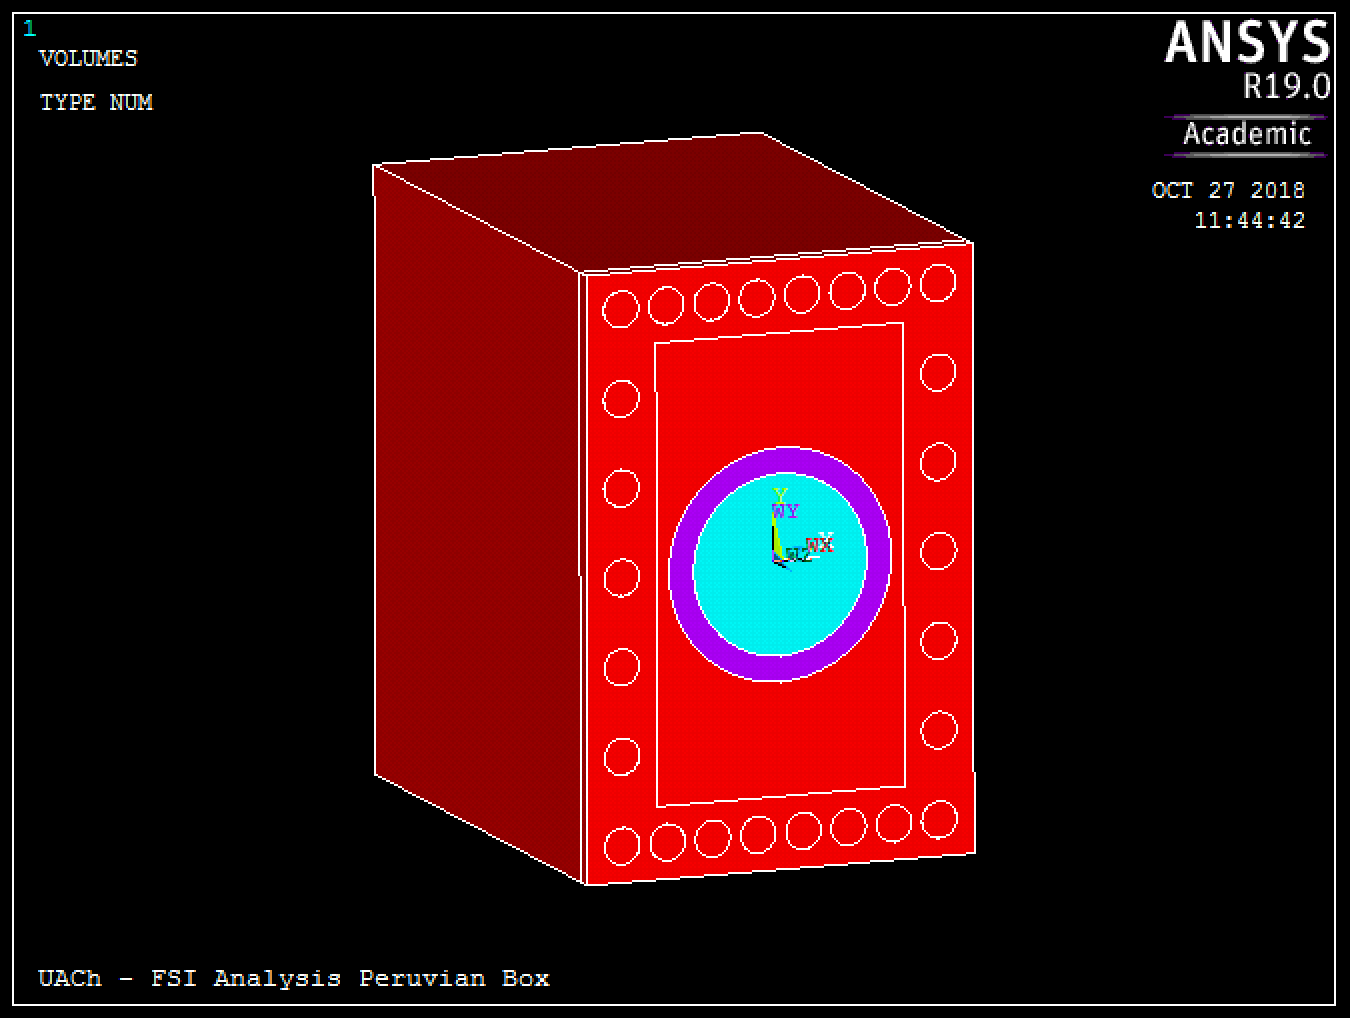 1
VOLUMES
TYPE NUM
ANSYS
R19.0
Academic
OCT 27 2018
11:44:42
Y
WY
X
WX
WZ
UACh - FSI Analysis Peruvian Box